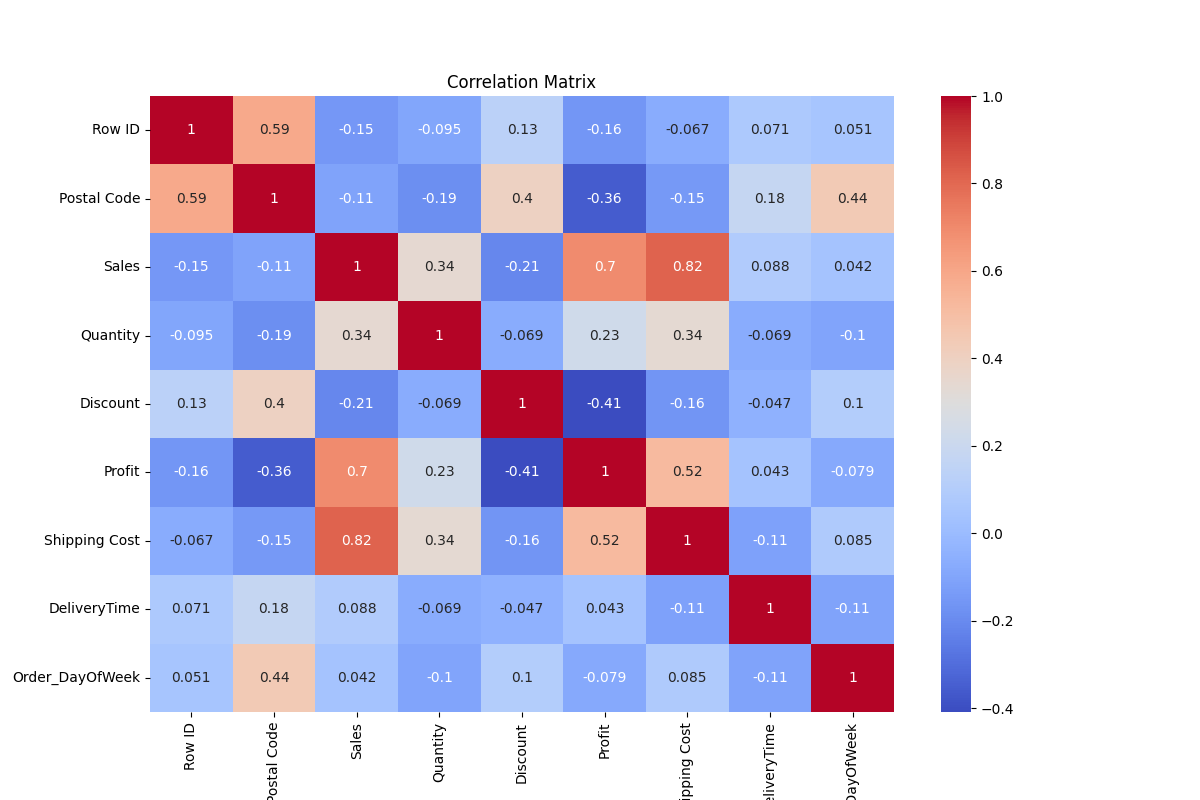 Correlation Matrix
Row ID 1 0.59 -0.15 -0.095 0.13 -0.16 -0.067 0.071 0.051
Postal Code 0.59 1 -0.11 -0.19 0.4 -0.36 -0.15 0.18 0.44
Sales -0.15 -0.11 1 0.34 -0.21 0.7 0.82 0.088 0.042
Quantity -0.095 -0.19 0.34 1 -0.069 0.23 0.34 -0.069 -0.1
Discount 0.13 0.4 -0.21 -0.069 1 -0.41 -0.16 -0.047 0.1
Profit -0.16 -0.36 0.7 0.23 -0.41 1 0.52 0.043 -0.079
Shipping Cost -0.067 -0.15 0.82 0.34 -0.16 0.52 1 -0.11 0.085
DeliveryTime 0.071 0.18 0.088 -0.069 -0.047 0.043 -0.11 1 -0.11
Order_DayOfWeek 0.051 0.44 0.042 -0.1 0.1 -0.079 0.085 -0.11 1
Row ID
Postal Code
Sales
Quantity
Discount
Profit
ipping Cost
eliveryTime
DayOfWeek
1.0
0.8
0.6
0.4
0.2
0.0
−0.2
−0.4